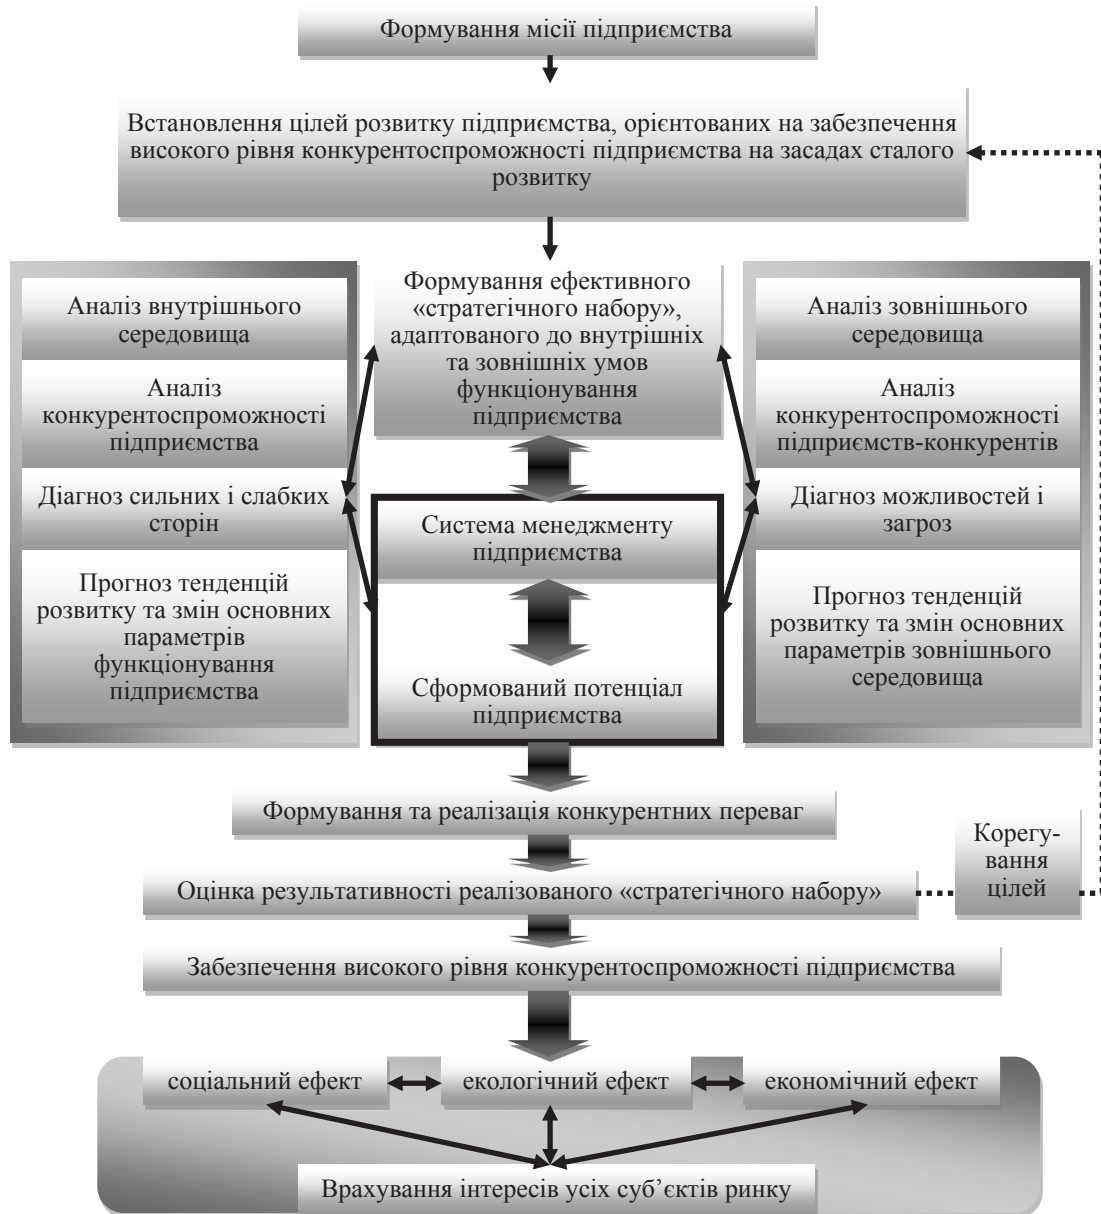 Формування місії підприємства
Встановлення цілей розвитку підприємства, орієнтованих на забезпечення
високого рівня конкурентоспроможності підприємства на засадах сталого
розвитку
Аналіз внутрішнього
середовища
Аналіз
конкурентоспроможності
підприємства
Діагноз сильних і слабких
сторін
Прогноз тенденцій
розвитку та змін основних
параметрів
функціонування
підприємства
Формування ефективного
«стратегічного набору»,
адаптованого до внутрішніх
та зовнішніх умов
функціонування
підприємства
Система менеджменту
підприємства
Сформований потенціал
підприємства
Аналіз зовнішнього
середовища
Аналіз
конкурентоспроможності
підприємств-конкурентів
Діагноз можливостей і
загроз
Прогноз тенденцій
розвитку та змін основних
параметрів зовнішнього
середовища
Формування та реалізація конкурентних переваг
Оцінка результативності реалізованого «стратегічного набору»
Корегу-
вання
цілей
Забезпечення високого рівня конкурентоспроможності підприємства
соціальний ефект
екологічний ефект
економічний ефект
Врахування інтересів усіх суб’єктів ринку